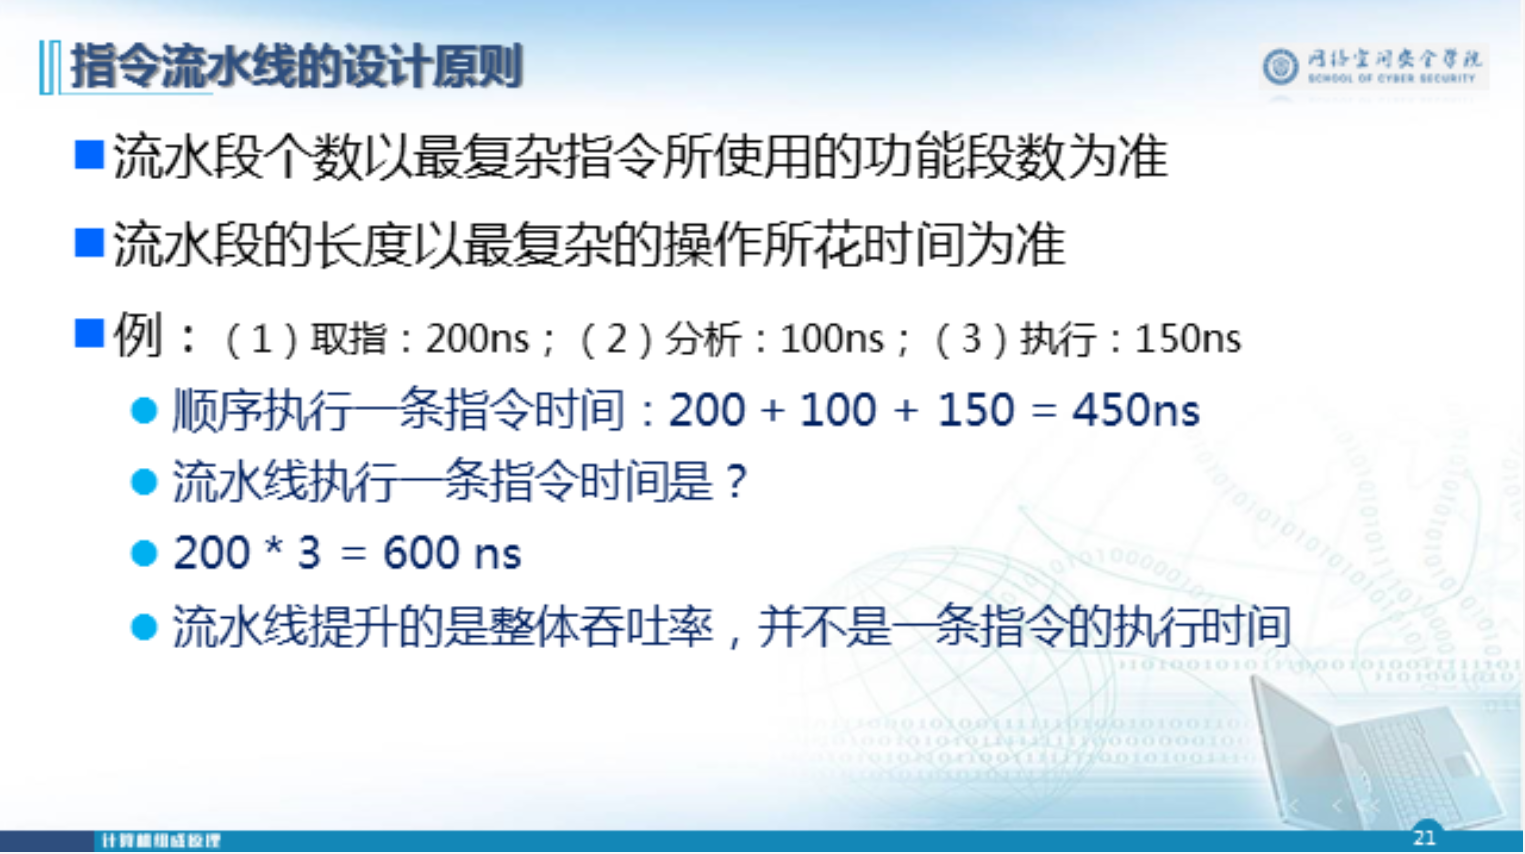 指令流水线的设计原则
网络空间安全学院
SCHOOL OF CYBER SECURITY
流水段个数以最复杂指令所使用的功能段数为准
流水段的长度以最复杂的操作所花时间为准
例：（1）取指：200ns；（2）分析：100ns；（3）执行：150ns
顺序执行一条指令时间：200 + 100 + 150 = 450ns
流水线执行一条指令时间是？
200 * 3 = 600 ns
流水线提升的是整体吞吐率，并不是一条指令的执行时间
计算机组成原理
21